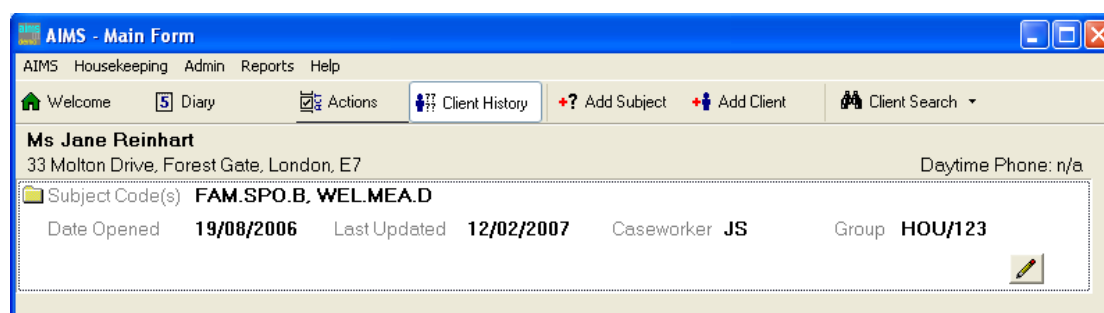 AIMS - Main Form
AIMS Housekeeping Admin Reports Help
Welcome 5 Diary Actions Client History +? Add Subject Add Client Client Search
Ms Jane Reinhart
33 Molton Drive, Forest Gate, London, E7 Daytime Phone: n/a
Subject Code(s) FAM.SPO.B, WEL.MEA.D
Date Opened 19/08/2006 Last Updated 12/02/2007 Caseworker JS Group HOU/123